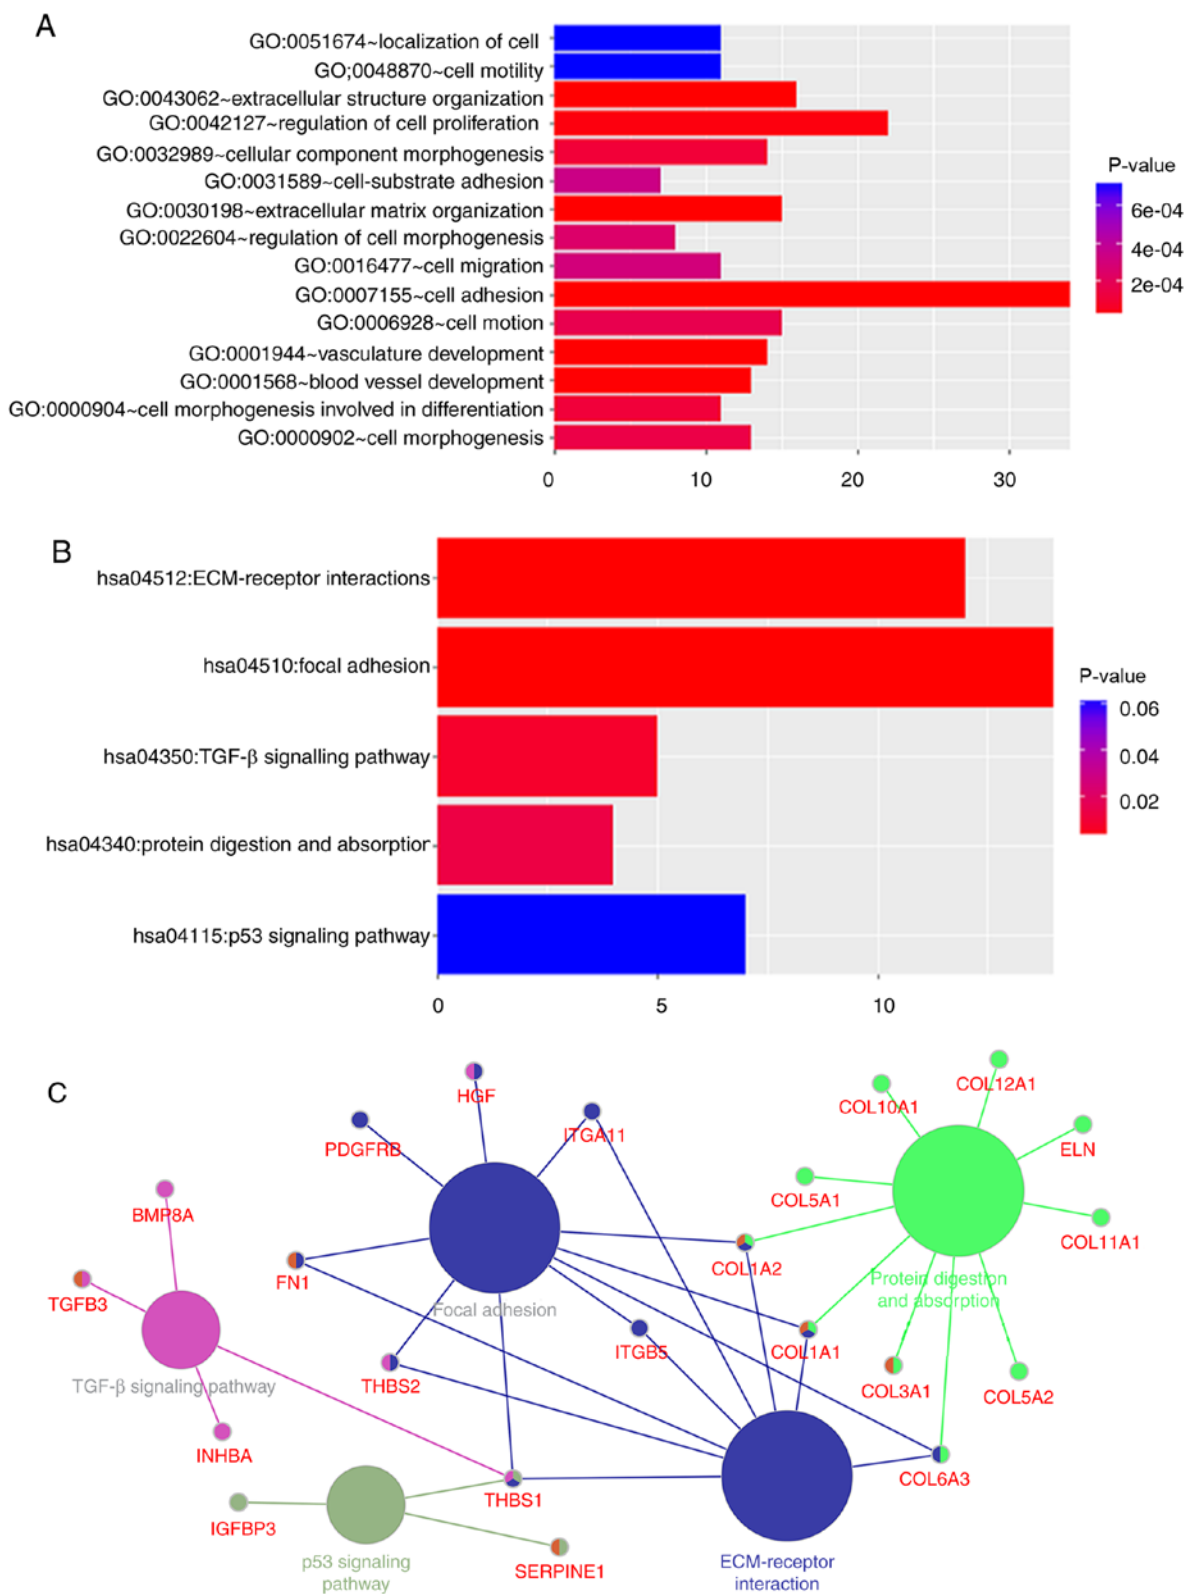 A
GO:0051674~localization of cell
GO;0048870~cell motility
GO:0043062~extracellular structure organization
GO:0042127~regulation of cell proliferation
GO:0032989~cellular component morphogenesis
GO:0031589~cell-substrate adhesion
GO:0030198~extracellular matrix organization
GO:0022604~regulation of cell morphogenesis
GO:0016477~cell migration
GO:0007155~cell adhesion
GO:0006928~cell motion
GO:0001944~vasculature development
GO:0001568~blood vessel development
GO:0000904~cell morphogenesis involved in differentiation
GO:0000902~cell morphogenesis
0 10 20 30
P-value
6e-04
4e-04
2e-04
B
hsa04512:ECM-receptor interactions
hsa04510:focal adhesion
hsa04350:TGF-β signalling pathway
hsa04340:protein digestion and absorptior
hsa04115:p53 signaling pathway
0 5 10
P-value
0.06
0.04
0.02
C
HGF
COL12A1
COL10A1
PDGFRB
ITGA11
ELN
COL5A1
BMP8A
COL11A1
COL1A2
FN1
Protein digestion
and absorption
TGFB3
Focal adhesion
ITGB5
COL1A1
TGF-β signaling pathway
THBS2
COL3A1
COL5A2
INHBA
COL6A3
THBS1
IGFBP3
p53 signaling
pathway
SERPINE1
ECM-receptor
interaction